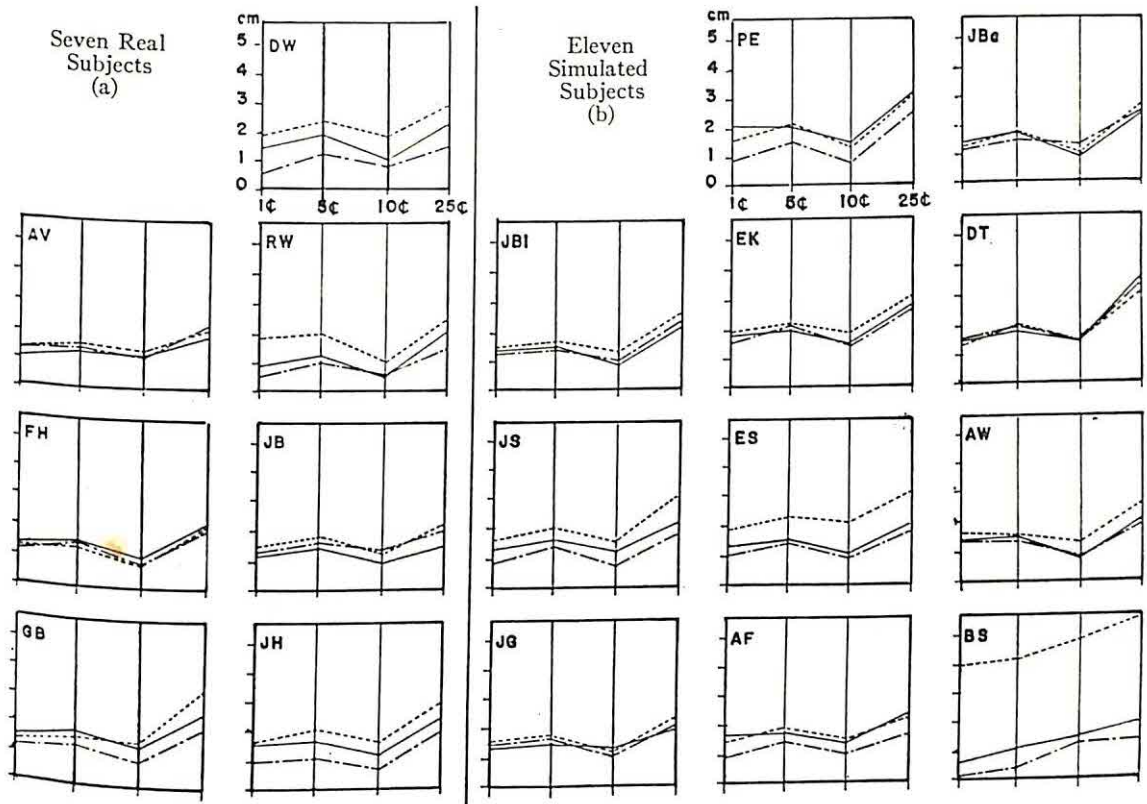 Seven Real
Subjects
(a)
cm
5
4
3
2
1
0
DW
1¢ 5¢ 10¢ 25¢
AV
RW
FH
JB
GB
JH
Eleven
Simulated
Subjects
(b)
cm
5
4
3
2
1
0
PE
1¢ 5¢ 10¢ 25¢
JBa
JBl
EK
DT
JS
ES
AW
JG
AF
BS